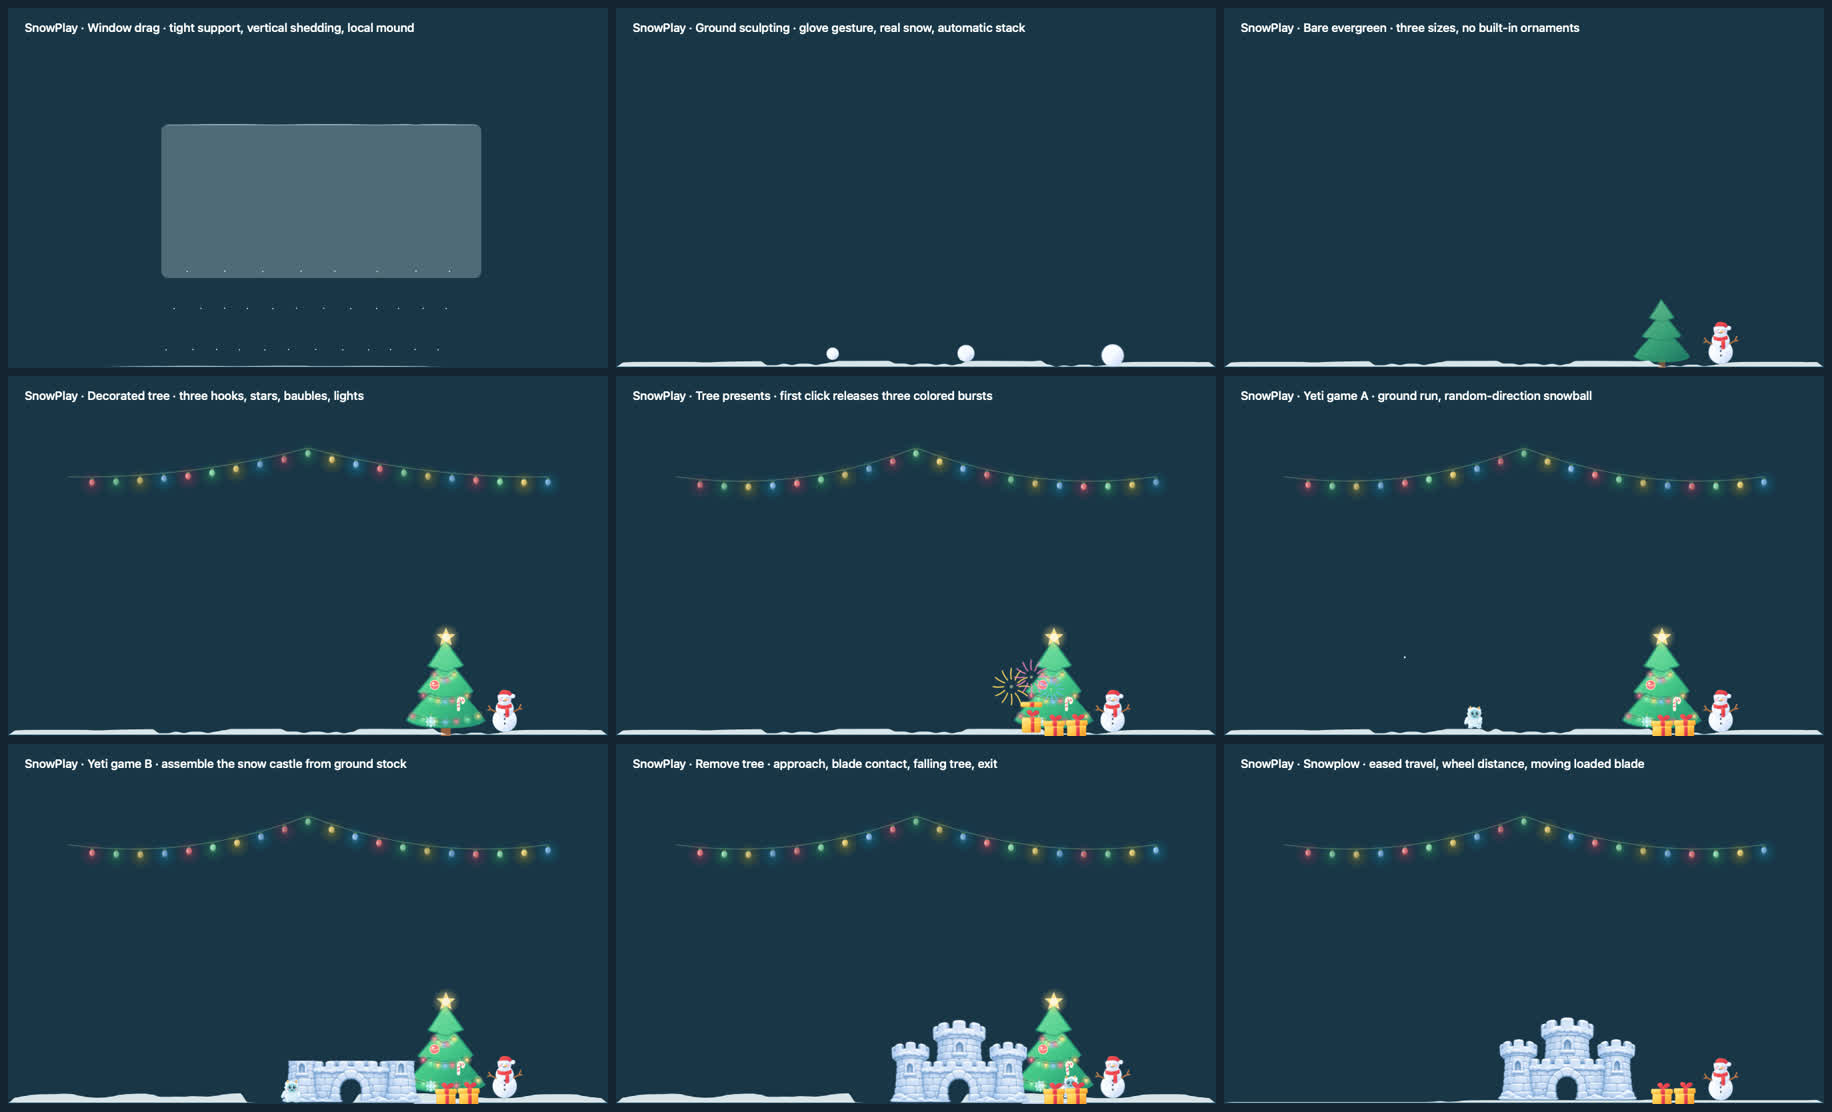 SnowPlay · Window drag · tight support, vertical shedding, local mound
SnowPlay · Ground sculpting · glove gesture, real snow, automatic stack
SnowPlay · Bare evergreen · three sizes, no built-in ornaments
SnowPlay · Decorated tree · three hooks, stars, baubles, lights
SnowPlay · Tree presents · first click releases three colored bursts
SnowPlay · Yeti game A · ground run, random-direction snowball
SnowPlay · Yeti game B · assemble the snow castle from ground stock
SnowPlay · Remove tree · approach, blade contact, falling tree, exit
SnowPlay · Snowplow · eased travel, wheel distance, moving loaded blade